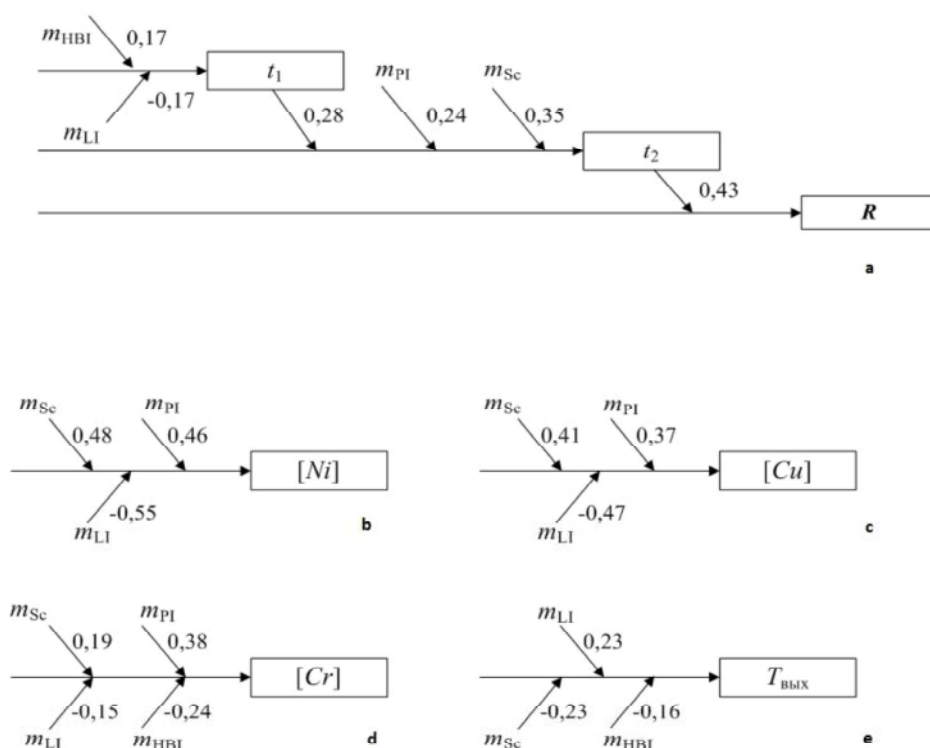 m_HBI 0,17
t_1 m_PI m_Sc
-0,17 0,28 0,24 0,35
m_LI
t_2
0,43
R
a
m_Sc m_PI m_Sc m_PI
0,48 0,46 0,41 0,37
[Ni] [Cu]
-0,55 -0,47
m_LI b m_LI c
m_Sc m_PI m_LI
0,19 0,38 0,23
[Cr] T_вых
-0,15 -0,24 -0,23 -0,16
m_LI m_HBI d m_Sc m_HBI e